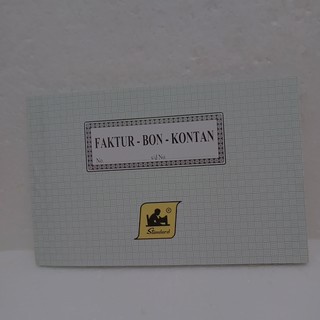 FAKTUR - BON - KONTAN
No. s/d No.
®
Standard